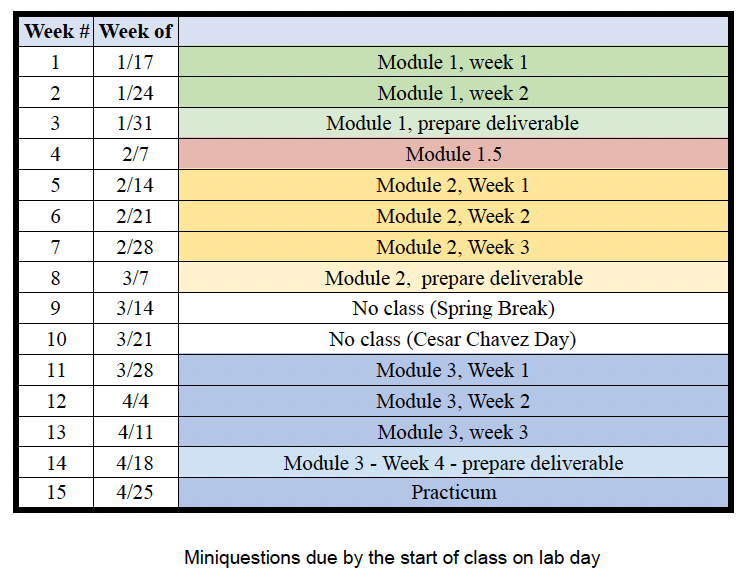 Week # Week of
1 1/17 Module 1, week 1
2 1/24 Module 1, week 2
3 1/31 Module 1, prepare deliverable
4 2/7 Module 1.5
5 2/14 Module 2, Week 1
6 2/21 Module 2, Week 2
7 2/28 Module 2, Week 3
8 3/7 Module 2,  prepare deliverable
9 3/14 No class (Spring Break)
10 3/21 No class (Cesar Chavez Day)
11 3/28 Module 3, Week 1
12 4/4 Module 3, Week 2
13 4/11 Module 3, week 3
14 4/18 Module 3 - Week 4 - prepare deliverable
15 4/25 Practicum
Miniquestions due by the start of class on lab day